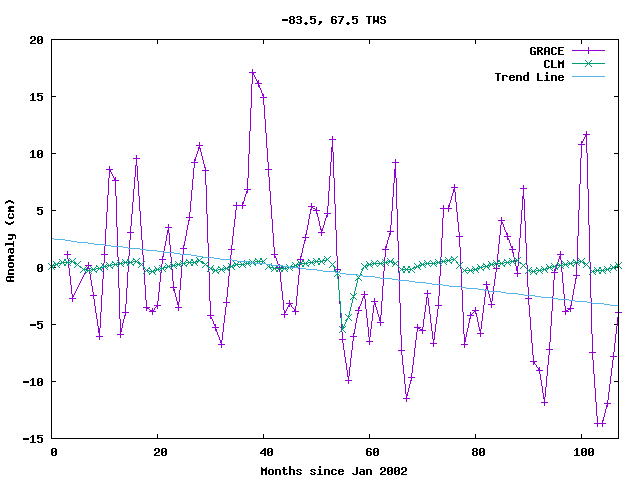 -83.5, 67.5 TWS
GRACE
CLM
Trend Line
20
15
10
5
0
-5
-10
-15
Anomaly (cm)
0 20 40 60 80 100
Months since Jan 2002